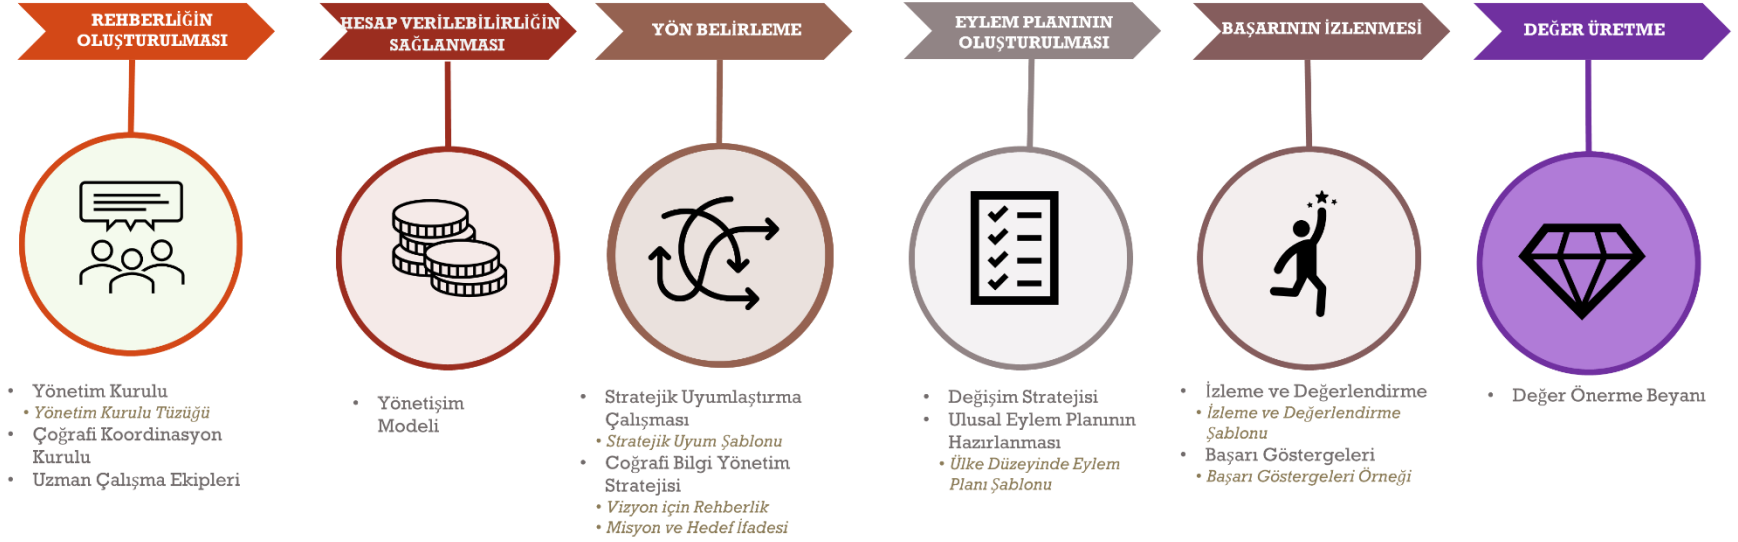 REHBERLİĞİN
OLUŞTURULMASI
• Yönetim Kurulu
• Yönetim Kurulu Tüzüğü
• Çoğrafi Koordinasyon
Kurulu
• Uzman Çalışma Ekipleri
HESAP VERİLEBİLİRLİĞİN
SAĞLANMASI
• Yönetişim
Modeli
YÖN BELİRLEME
• Stratejik Uyumlaştırma
Çalışması
• Stratejik Uyum Şablonu
• Coğrafi Bilgi Yönetim
Stratejisi
• Vizyon için Rehberlik
• Misyon ve Hedef İfadesi
EYLEM PLANININ
OLUŞTURULMASI
• Değişim Stratejisi
• Ulusal Eylem Planının
Hazırlanması
• Ülke Düzeyinde Eylem
Planı Şablonu
BAŞARININ İZLENMESİ
• İzleme ve Değerlendirme
• İzleme ve Değerlendirme
Şablonu
• Başarı Göstergeleri
• Başarı Göstergeleri Örneği
DEĞER ÜRETME
• Değer Önerme Beyanı